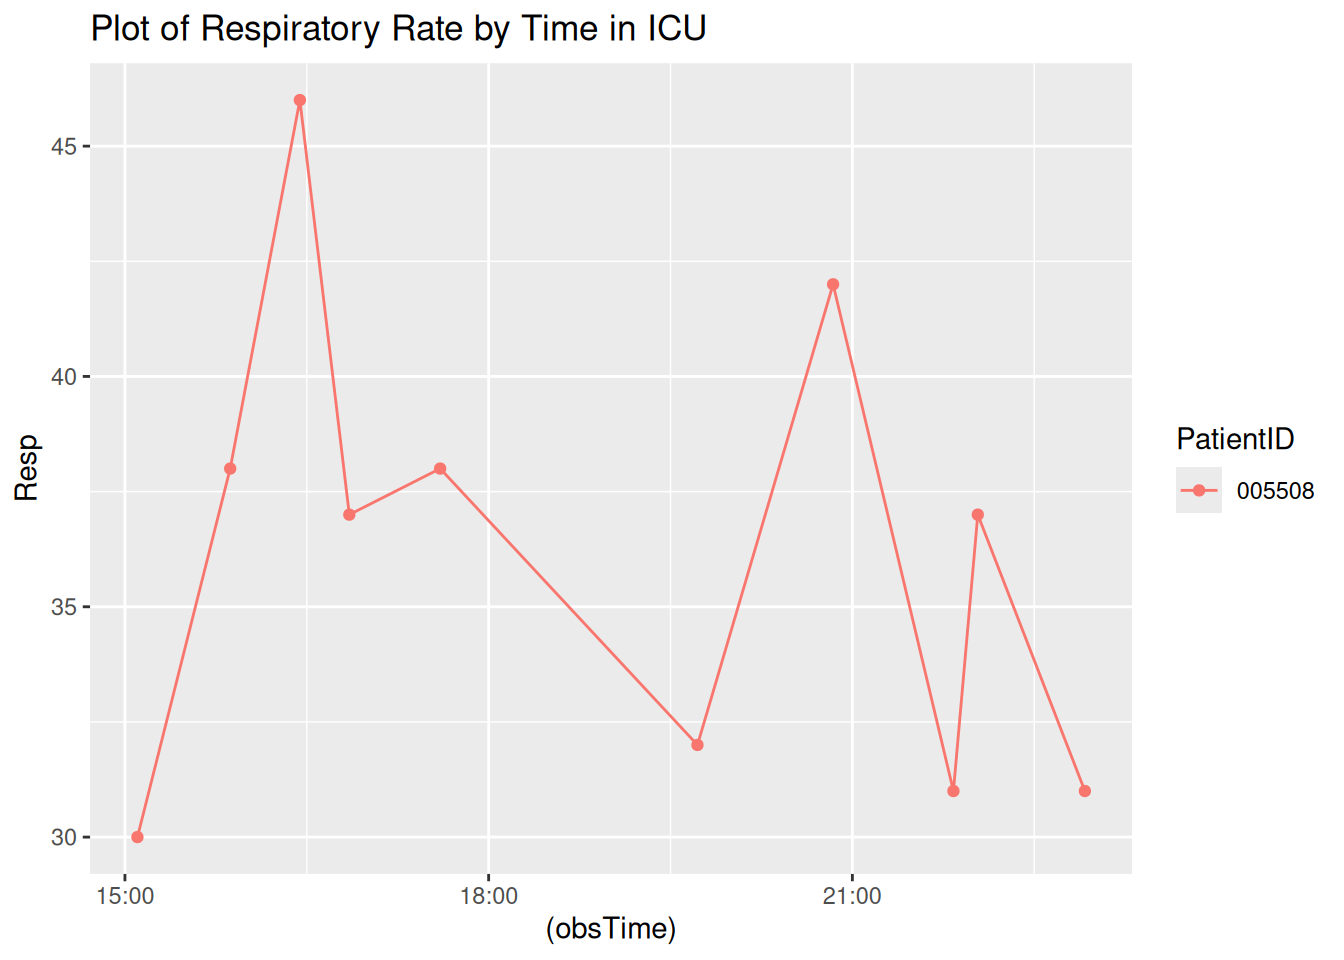 Plot of Respiratory Rate by Time in ICU
45
40
35
30
Resp
15:00 18:00 21:00
(obsTime)
PatientID
005508